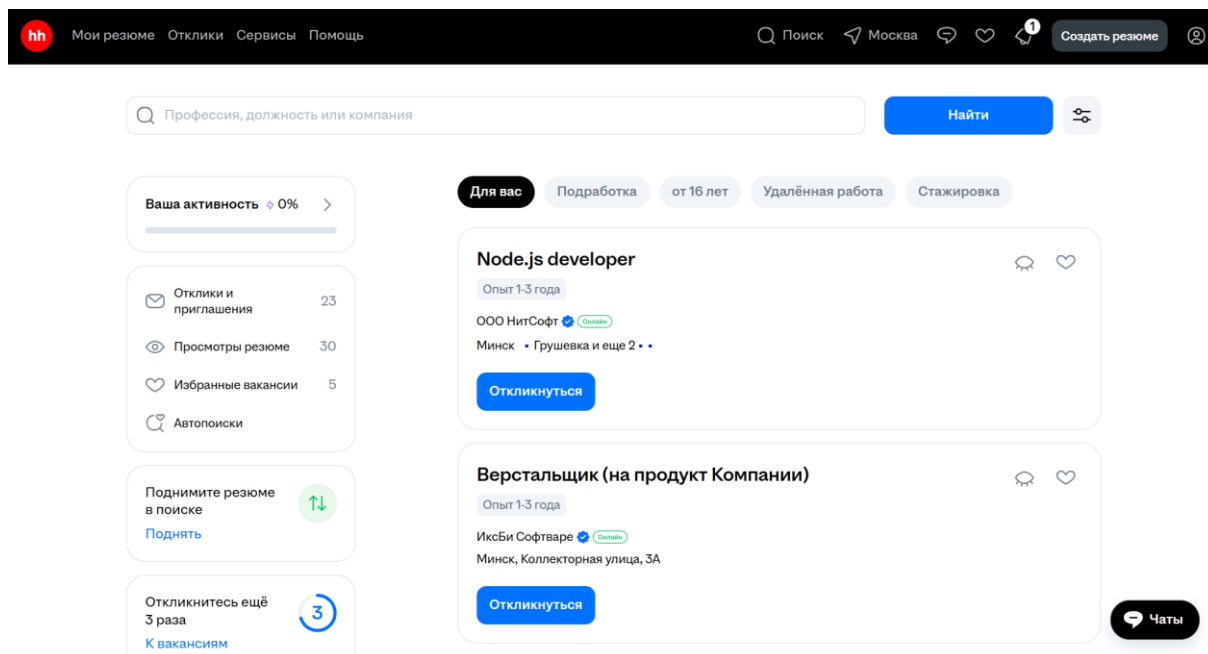 hh Мои резюме Отклики Сервисы Помощь Поиск Москва 1 Создать резюме
Профессия, должность или компания Найти
Ваша активность 0%
Отклики и
приглашения 23
Просмотры резюме 30
Избранные вакансии 5
Автопоиски
Поднимите резюме
в поиске
Поднять
Откликнитесь ещё
3 раза
3
К вакансиям
Для вас Подработка от 16 лет Удалённая работа Стажировка
Node.js developer
Опыт 1-3 года
ООО НитСофт Онлайн
Минск • Грушевка и еще 2 • •
Откликнуться
Верстальщик (на продукт Компании)
Опыт 1-3 года
ИксБи Софтваре Онлайн
Минск, Коллекторная улица, 3А
Откликнуться
Чаты